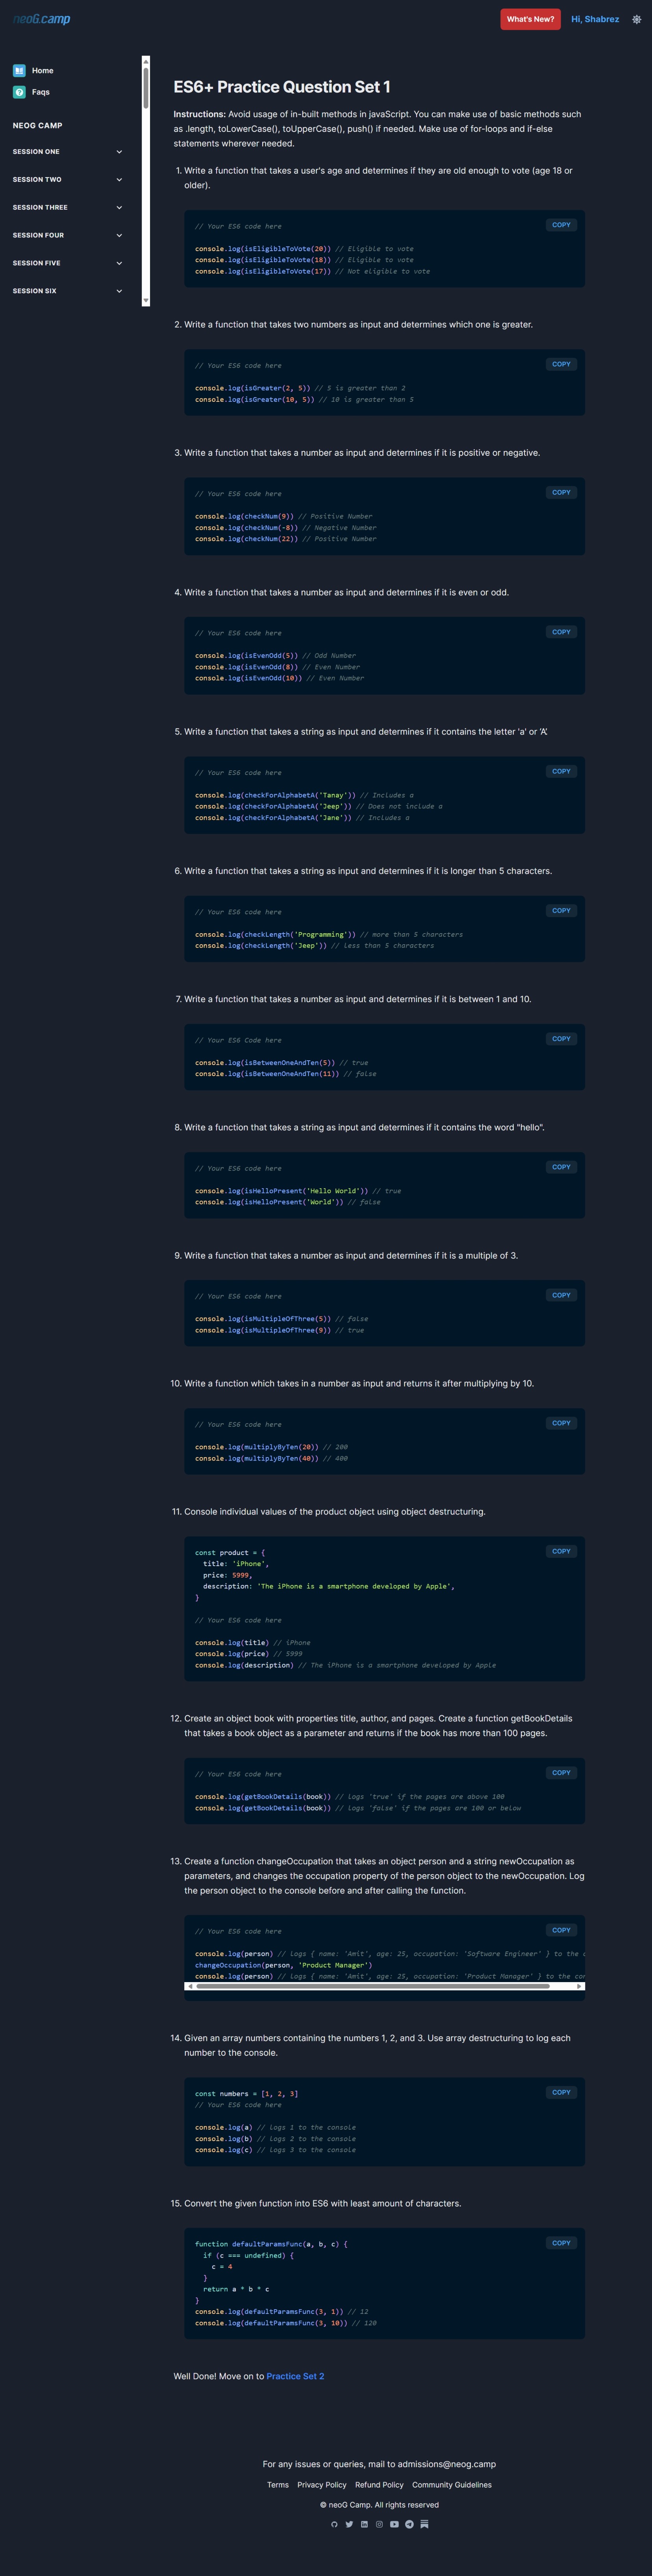 neoG.camp
What's New?
Hi, Shabrez
Home
Faqs
NEOG CAMP
SESSION ONE
SESSION TWO
SESSION THREE
SESSION FOUR
SESSION FIVE
SESSION SIX
ES6+ Practice Question Set 1
Instructions: Avoid usage of in-built methods in javaScript. You can make use of basic methods such
as .length, toLowerCase(), toUpperCase(), push() if needed. Make use of for-loops and if-else
statements wherever needed.
1. Write a function that takes a user's age and determines if they are old enough to vote (age 18 or
older).
COPY
// Your ES6 code here
console.log(isEligibleToVote(20)) // Eligible to vote
console.log(isEligibleToVote(18)) // Eligible to vote
console.log(isEligibleToVote(17)) // Not eligible to vote
2. Write a function that takes two numbers as input and determines which one is greater.
COPY
// Your ES6 code here
console.log(isGreater(2, 5)) // 5 is greater than 2
console.log(isGreater(10, 5)) // 10 is greater than 5
3. Write a function that takes a number as input and determines if it is positive or negative.
COPY
// Your ES6 code here
console.log(checkNum(9)) // Positive Number
console.log(checkNum(-8)) // Negative Number
console.log(checkNum(22)) // Positive Number
4. Write a function that takes a number as input and determines if it is even or odd.
COPY
// Your ES6 code here
console.log(isEvenOdd(5)) // Odd Number
console.log(isEvenOdd(8)) // Even Number
console.log(isEvenOdd(10)) // Even Number
5. Write a function that takes a string as input and determines if it contains the letter 'a' or 'A'.
COPY
// Your ES6 code here
console.log(checkForAlphabetA('Tanay')) // Includes a
console.log(checkForAlphabetA('Jeep')) // Does not include a
console.log(checkForAlphabetA('Jane')) // Includes a
6. Write a function that takes a string as input and determines if it is longer than 5 characters.
COPY
// Your ES6 code here
console.log(checkLength('Programming')) // more than 5 characters
console.log(checkLength('Jeep')) // Less than 5 characters
7. Write a function that takes a number as input and determines if it is between 1 and 10.
COPY
// Your ES6 Code here
console.log(isBetweenOneAndTen(5)) // true
console.log(isBetweenOneAndTen(11)) // false
8. Write a function that takes a string as input and determines if it contains the word "hello".
COPY
// Your ES6 code here
console.log(isHelloPresent('Hello World')) // true
console.log(isHelloPresent('World')) // false
9. Write a function that takes a number as input and determines if it is a multiple of 3.
COPY
// Your ES6 code here
console.log(isMultipleOfThree(5)) // false
console.log(isMultipleOfThree(9)) // true
10. Write a function which takes in a number as input and returns it after multiplying by 10.
COPY
// Your ES6 code here
console.log(multiplyByTen(20)) // 200
console.log(multiplyByTen(40)) // 400
11. Console individual values of the product object using object destructuring.
COPY
const product = {
title: 'iPhone',
price: 5999,
description: 'The iPhone is a smartphone developed by Apple',
}
// Your ES6 code here
console.log(title) // iPhone
console.log(price) // 5999
console.log(description) // The iPhone is a smartphone developed by Apple
12. Create an object book with properties title, author, and pages. Create a function getBookDetails
that takes a book object as a parameter and returns if the book has more than 100 pages.
COPY
// Your ES6 code here
console.log(getBookDetails(book)) // logs 'true' if the pages are above 100
console.log(getBookDetails(book)) // logs 'false' if the pages are 100 or below
13. Create a function changeOccupation that takes an object person and a string newOccupation as
parameters, and changes the occupation property of the person object to the newOccupation. Log
the person object to the console before and after calling the function.
COPY
// Your ES6 code here
console.log(person) // Logs { name: 'Amit', age: 25, occupation: 'Software Engineer' } to the c
changeOccupation(person, 'Product Manager')
console.log(person) // Logs { name: 'Amit', age: 25, occupation: 'Product Manager' } to the con
14. Given an array numbers containing the numbers 1, 2, and 3. Use array destructuring to log each
number to the console.
COPY
const numbers = [1, 2, 3]
// Your ES6 code here
console.log(a) // Logs 1 to the console
console.log(b) // Logs 2 to the console
console.log(c) // Logs 3 to the console
15. Convert the given function into ES6 with least amount of characters.
COPY
function defaultParamsFunc(a, b, c) {
if (c === undefined) {
c = 4
}
return a * b * c
}
console.log(defaultParamsFunc(3, 1)) // 12
console.log(defaultParamsFunc(3, 10)) // 120
Well Done! Move on to Practice Set 2
For any issues or queries, mail to admissions@neog.camp
Terms Privacy Policy Refund Policy Community Guidelines
© neoG Camp. All rights reserved